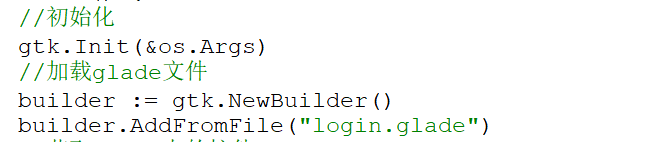 //初始化
gtk.Init(&os.Args)
//加载glade文件
builder := gtk.NewBuilder()
builder.AddFromFile("login.glade")